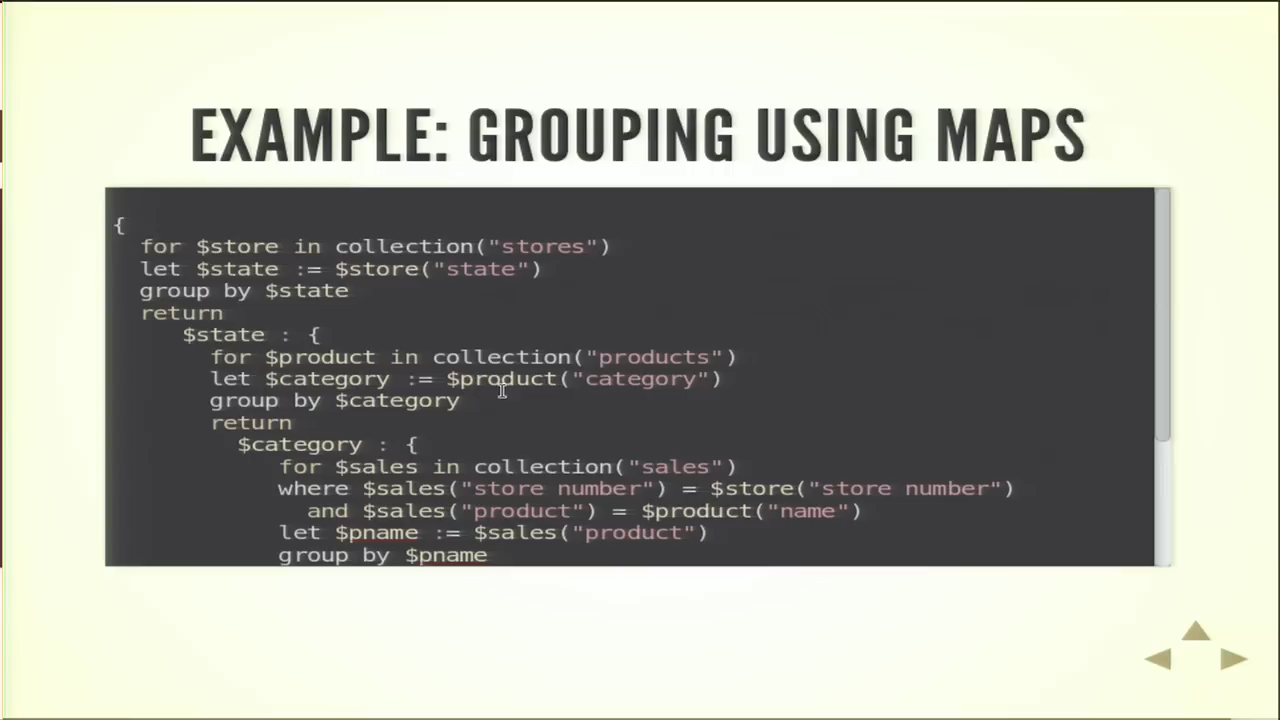 EXAMPLE: GROUPING USING MAPS
{
for $store in collection("stores")
let $state := $store("state")
group by $state
return
$state : {
for $product in collection("products")
let $category := $product("category")
group by $category
return
$category : {
for $sales in collection("sales")
where $sales("store number") = $store("store number")
and $sales("product") = $product("name")
let $pname := $sales("product")
group by $pname